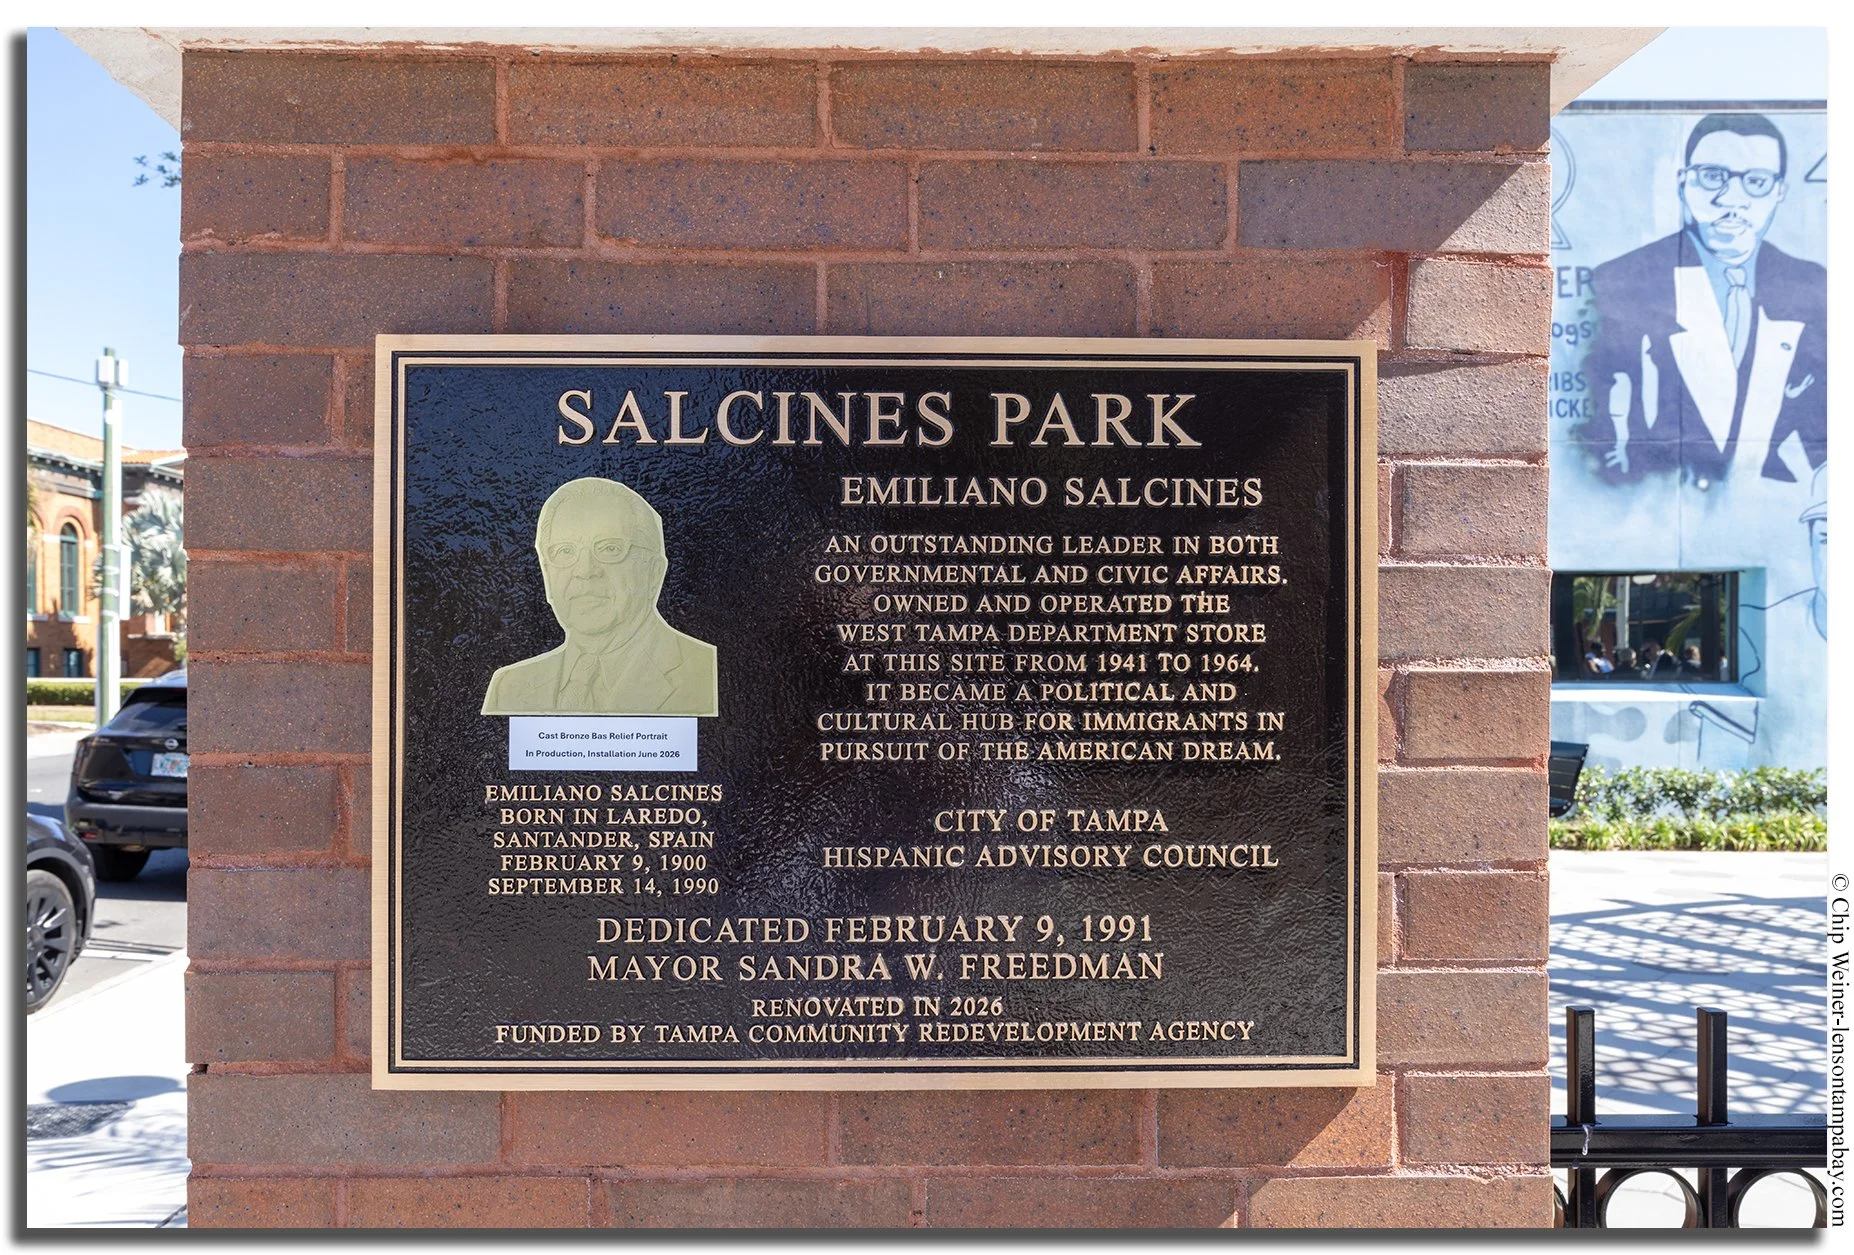 SALCINES PARK
EMILIANO SALCINES
AN OUTSTANDING LEADER IN BOTH
GOVERNMENTAL AND CIVIC AFFAIRS.
OWNED AND OPERATED THE
WEST TAMPA DEPARTMENT STORE
AT THIS SITE FROM 1941 TO 1964.
IT BECAME A POLITICAL AND
CULTURAL HUB FOR IMMIGRANTS IN
PURSUIT OF THE AMERICAN DREAM.
Cast Bronze Bas Relief Portrait
In Production, Installation June 2026
EMILIANO SALCINES
BORN IN LAREDO,
SANTANDER, SPAIN
FEBRUARY 9, 1900
SEPTEMBER 14, 1990
CITY OF TAMPA
HISPANIC ADVISORY COUNCIL
DEDICATED FEBRUARY 9, 1991
MAYOR SANDRA W. FREEDMAN
RENOVATED IN 2026
FUNDED BY TAMPA COMMUNITY REDEVELOPMENT AGENCY
© Chip Weiner-lensontampabay.com